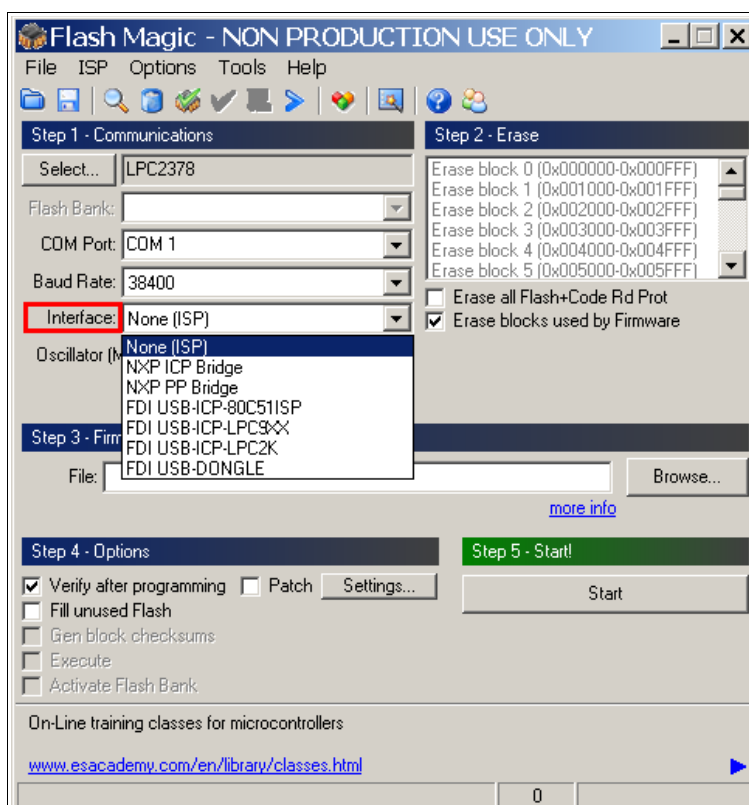 Flash Magic - NON PRODUCTION USE ONLY
File ISP Options Tools Help
Step 1 - Communications
Select... LPC2378
Flash Bank:
COM Port: COM 1
Baud Rate: 38400
Interface: None (ISP)
Oscillator (M
None (ISP)
NXP ICP Bridge
NXP PP Bridge
FDI USB-ICP-80C51ISP
FDI USB-ICP-LPC9XX
FDI USB-ICP-LPC2K
FDI USB-DONGLE
Step 2 - Erase
Erase block 0 (0x000000-0x000FFF)
Erase block 1 (0x001000-0x001FFF)
Erase block 2 (0x002000-0x002FFF)
Erase block 3 (0x003000-0x003FFF)
Erase block 4 (0x004000-0x004FFF)
Erase block 5 (0x005000-0x005FFF)
Erase all Flash+Code Rd Prot
Erase blocks used by Firmware
Step 3 - Firm
File: Browse...
more info
Step 4 - Options
Verify after programming Patch Settings...
Fill unused Flash
Gen block checksums
Execute
Activate Flash Bank
Step 5 - Start!
Start
On-Line training classes for microcontrollers
www.esacademy.com/en/library/classes.html
0